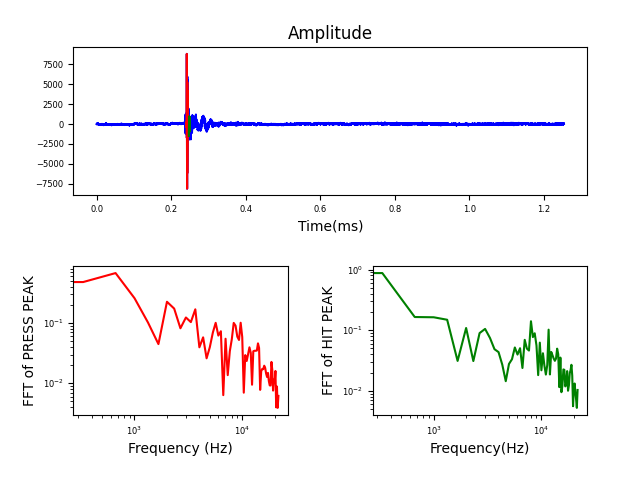 Amplitude
7500
5000
2500
0
−2500
−5000
−7500
0.0 0.2 0.4 0.6 0.8 1.0 1.2
Time(ms)
FFT of PRESS PEAK
10⁻¹
10⁻²
10³ 10⁴
Frequency (Hz)
FFT of HIT PEAK
10⁰
10⁻¹
10⁻²
10³ 10⁴
Frequency(Hz)